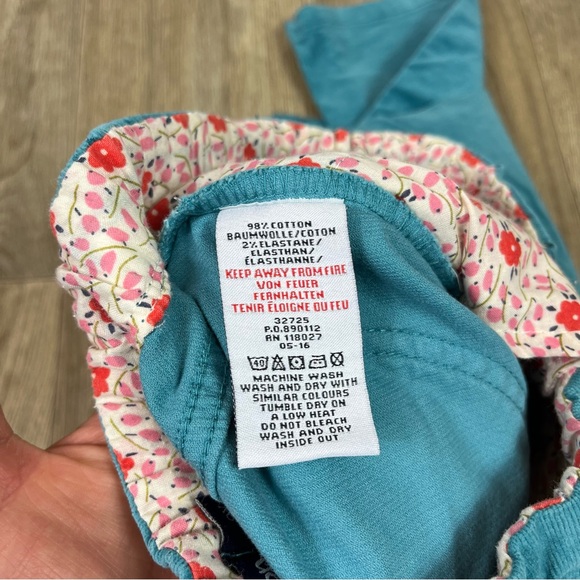 98% COTTON
BAUMWOLLE/COTON
2% ELASTANE/
ELASTHAN/
ÉLASTHANNE/
KEEP AWAY FROM FIRE
VON FEUER
FERNHALTEN
TENIR ÉLOIGNE DU FEU
32725
P.O.890112
RN 118027
05-16
40
MACHINE WASH
WASH AND DRY WITH
SIMILAR COLOURS
TUMBLE DRY ON
A LOW HEAT
DO NOT BLEACH
WASH AND DRY
INSIDE OUT